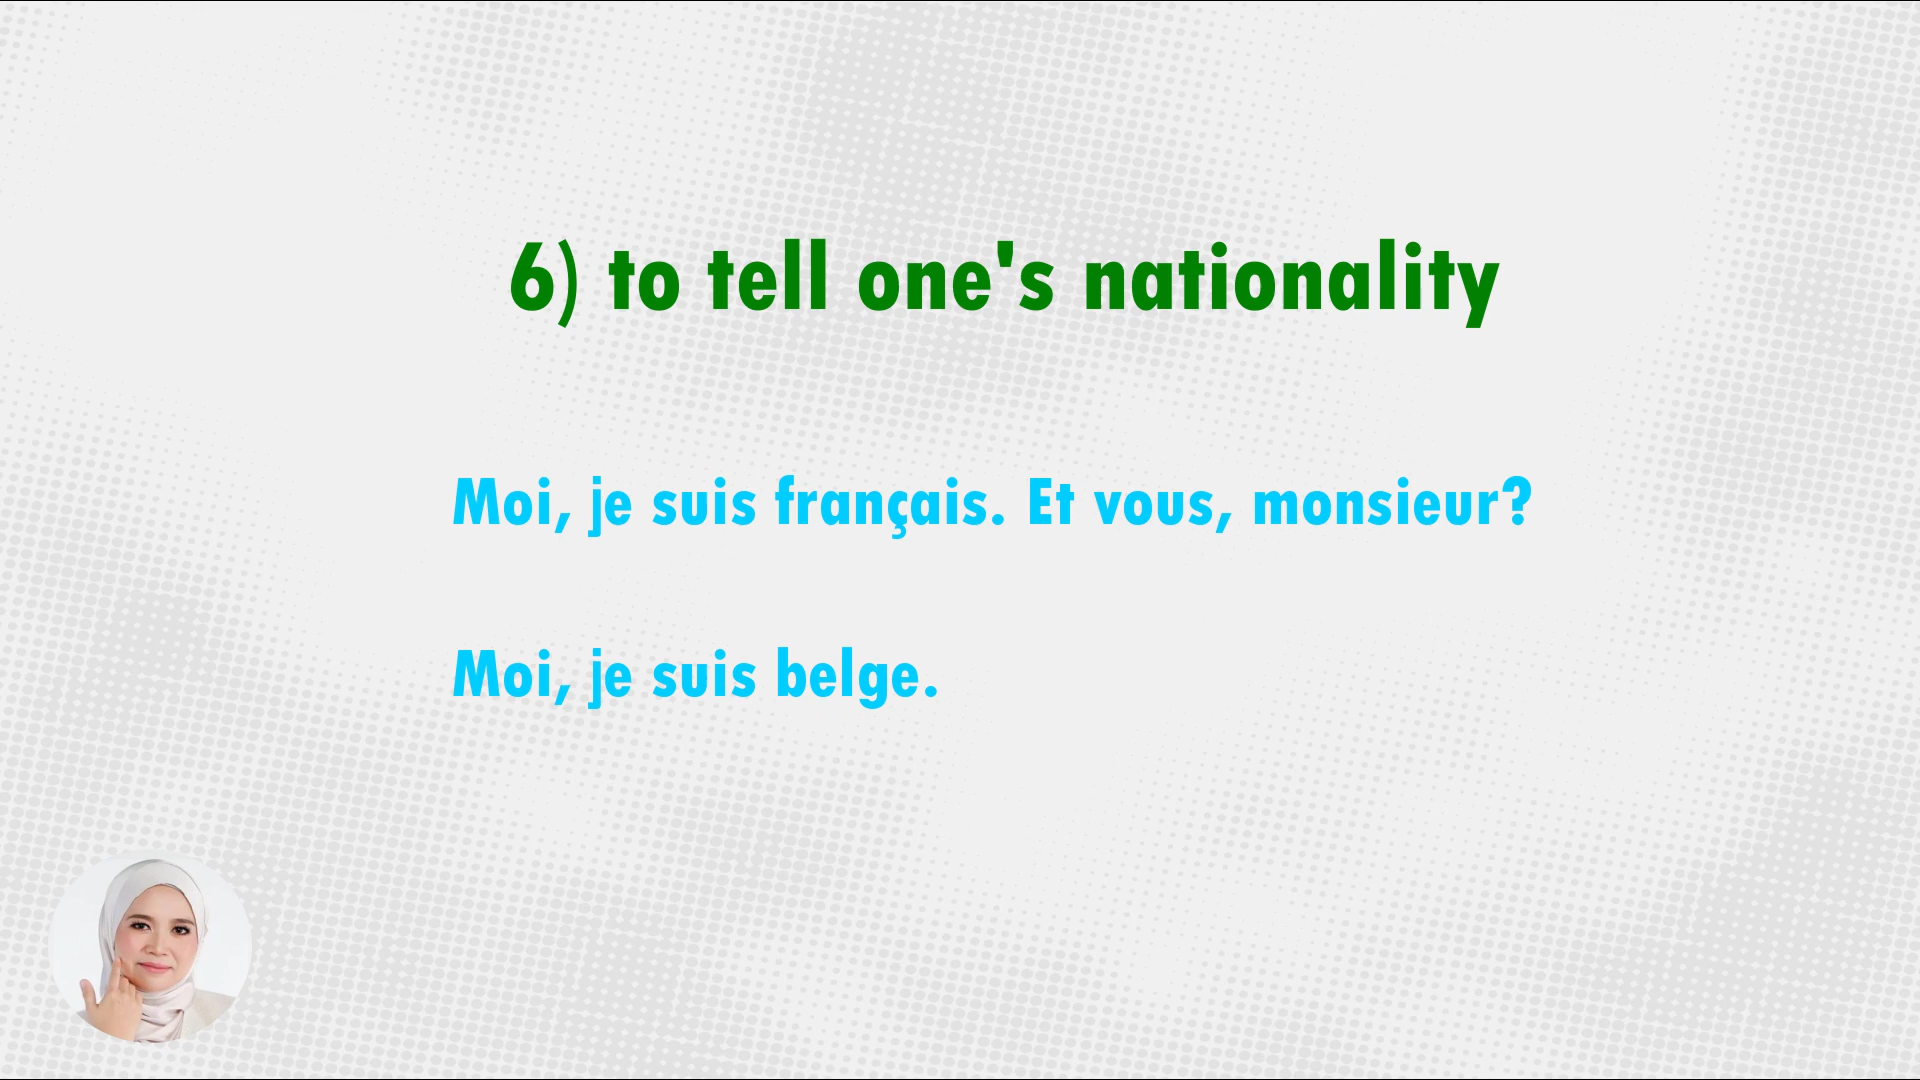 6) to tell one's nationality
Moi, je suis français. Et vous, monsieur?
Moi, je suis belge.